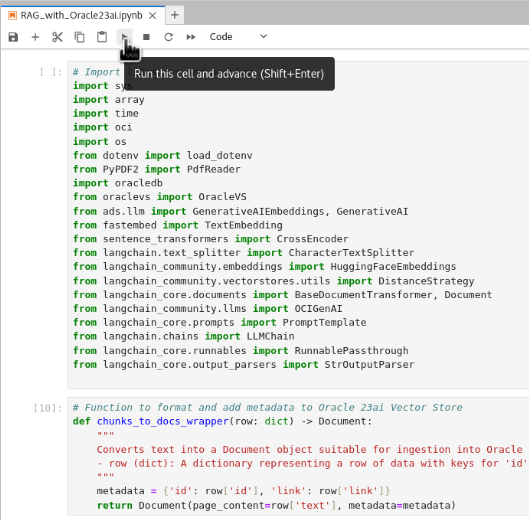 RAG_with_Oracle23ai.ipynb
Code
Run this cell and advance (Shift+Enter)
[ ]:
# Import
import sys
import array
import time
import oci
import os
from dotenv import load_dotenv
from PyPDF2 import PdfReader
import oracledb
from oraclevs import OracleVS
from ads.llm import GenerativeAIEmbeddings, GenerativeAI
from fastembed import TextEmbedding
from sentence_transformers import CrossEncoder
from langchain.text_splitter import CharacterTextSplitter
from langchain_community.embeddings import HuggingFaceEmbeddings
from langchain_community.vectorstores.utils import DistanceStrategy
from langchain_core.documents import BaseDocumentTransformer, Document
from langchain_community.llms import OCIGenAI
from langchain_core.prompts import PromptTemplate
from langchain.chains import LLMChain
from langchain_core.runnables import RunnablePassthrough
from langchain_core.output_parsers import StrOutputParser
[10]:
# Function to format and add metadata to Oracle 23ai Vector Store
def chunks_to_docs_wrapper(row: dict) -> Document:
"""
Converts text into a Document object suitable for ingestion into Oracle
- row (dict): A dictionary representing a row of data with keys for 'id'
"""
metadata = {'id': row['id'], 'link': row['link']}
return Document(page_content=row['text'], metadata=metadata)